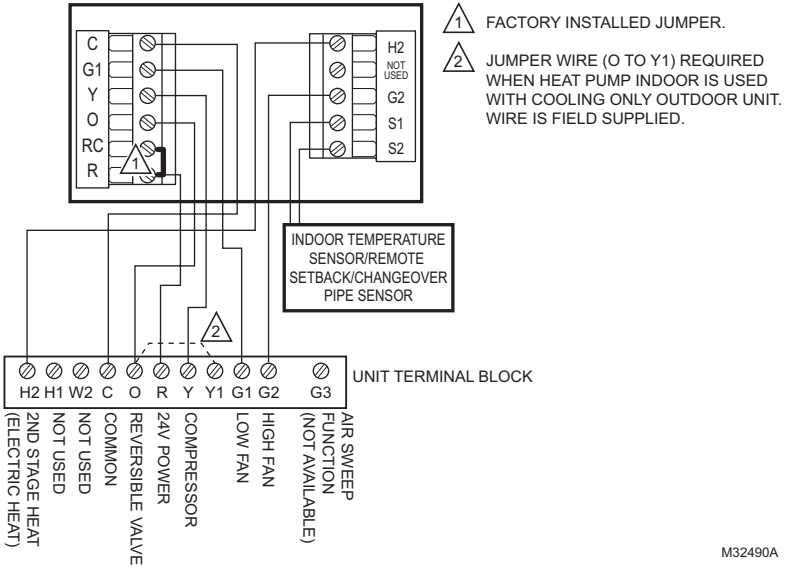 C
G1
Y
O
RC
R
1
H2
NOT
USED
G2
S1
S2
1 FACTORY INSTALLED JUMPER.
2 JUMPER WIRE (O TO Y1) REQUIRED
WHEN HEAT PUMP INDOOR IS USED
WITH COOLING ONLY OUTDOOR UNIT.
WIRE IS FIELD SUPPLIED.
INDOOR TEMPERATURE
SENSOR/REMOTE
SETBACK/CHANGEOVER
PIPE SENSOR
2
H2 H1 W2 C O R Y Y1 G1 G2 G3
UNIT TERMINAL BLOCK
2ND STAGE HEAT
(ELECTRIC HEAT)
NOT USED
NOT USED
COMMON
REVERSIBLE VALVE
24V POWER
COMPRESSOR
LOW FAN
HIGH FAN
AIR SWEEP
FUNCTION
(NOT AVAILABLE)
M32490A